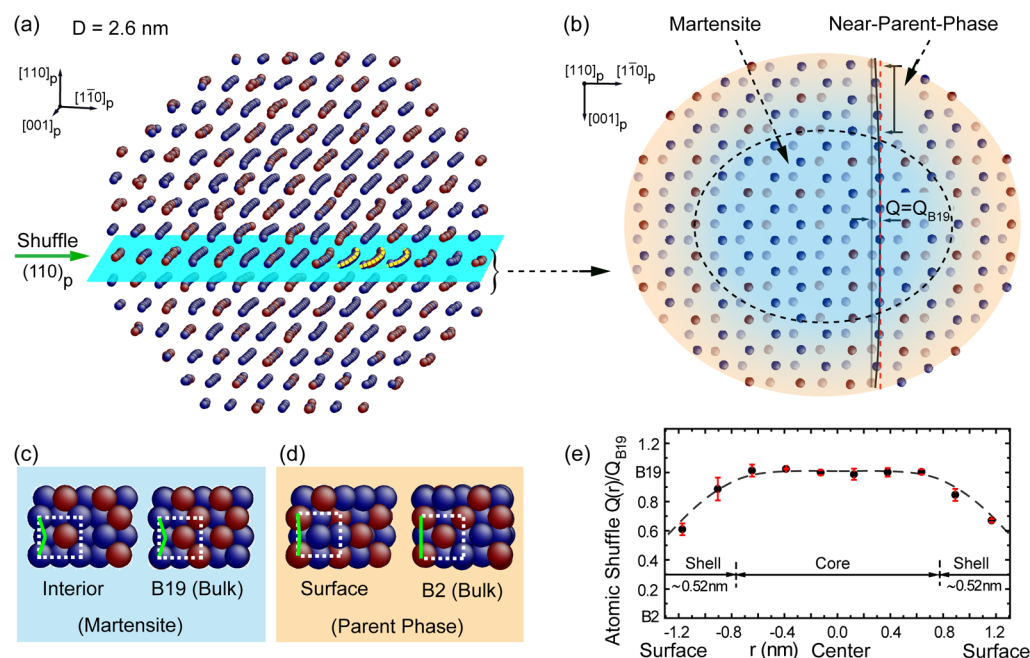 (a)
D = 2.6 nm
[110]p
[11̄0]p
[001]p
Shuffle
(110)p
(b)
Martensite
Near-Parent-Phase
[110]p
[11̄0]p
[001]p
Q=QB19
(c)
Interior
B19 (Bulk)
(Martensite)
(d)
Surface
B2 (Bulk)
(Parent Phase)
(e)
Atomic Shuffle Q(r)/QB19
1.2
B19
0.8
0.6
0.4
0.2
B2
Shell
Core
Shell
~0.52nm
~0.52nm
-1.2
-0.8
-0.4
0.0
0.4
0.8
1.2
Surface
r (nm)
Center
Surface